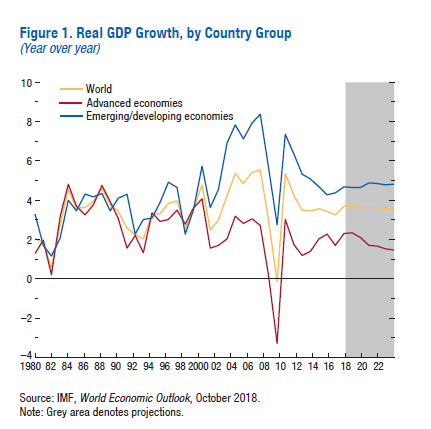 Figure 1. Real GDP Growth, by Country Group
(Year over year)
10
World
Advanced economies
8
Emerging/developing economies
6
4
2
0
–2
–4
1980 82 84 86 88 90 92 94 96 98 2000 02 04 06 08 10 12 14 16 18 20 22
Source: IMF, World Economic Outlook, October 2018.
Note: Grey area denotes projections.